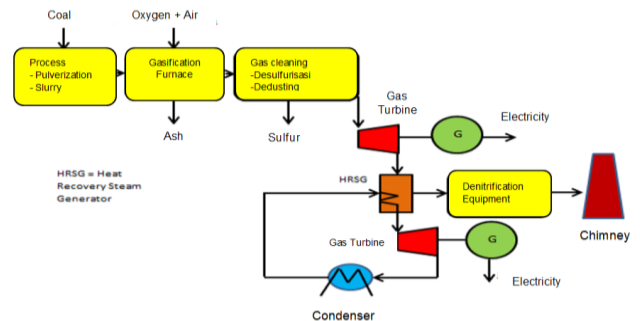 Coal
Oxygen + Air
Process
- Pulverization
- Slurry
Gasification
Furnace
Gas cleaning
-Desulfurisasi
-Dedusting
Gas
Turbine
Electricity
G
Ash
Sulfur
HRSG = Heat
Recovery Steam
Generator
HRSG
Denitrification
Equipment
Chimney
Gas Turbine
G
Electricity
Condenser